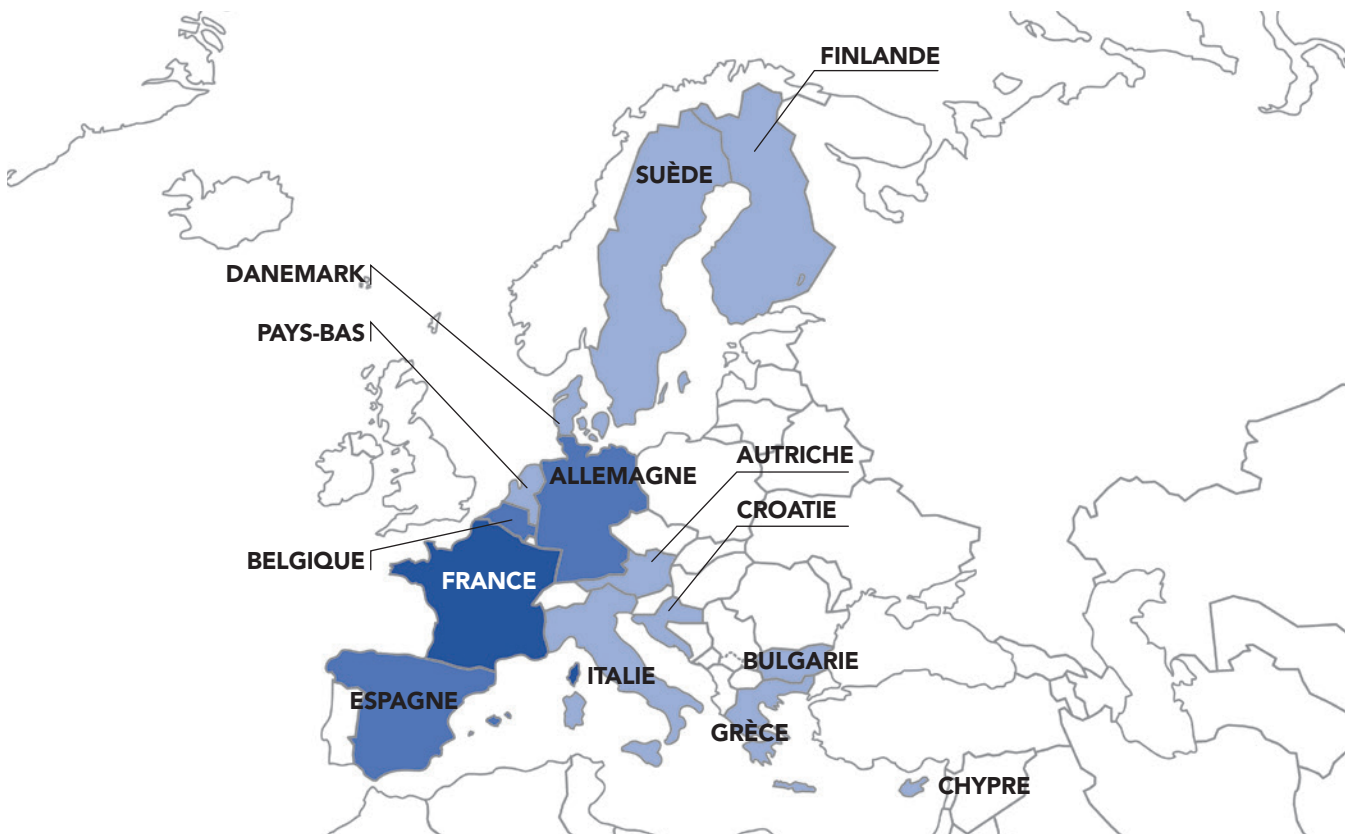 FINLANDE
SUÈDE
DANEMARK
PAYS-BAS
AUTRICHE
ALLEMAGNE
CROATIE
BELGIQUE
FRANCE
BULGARIE
ITALIE
ESPAGNE
GRÈCE
CHYPRE